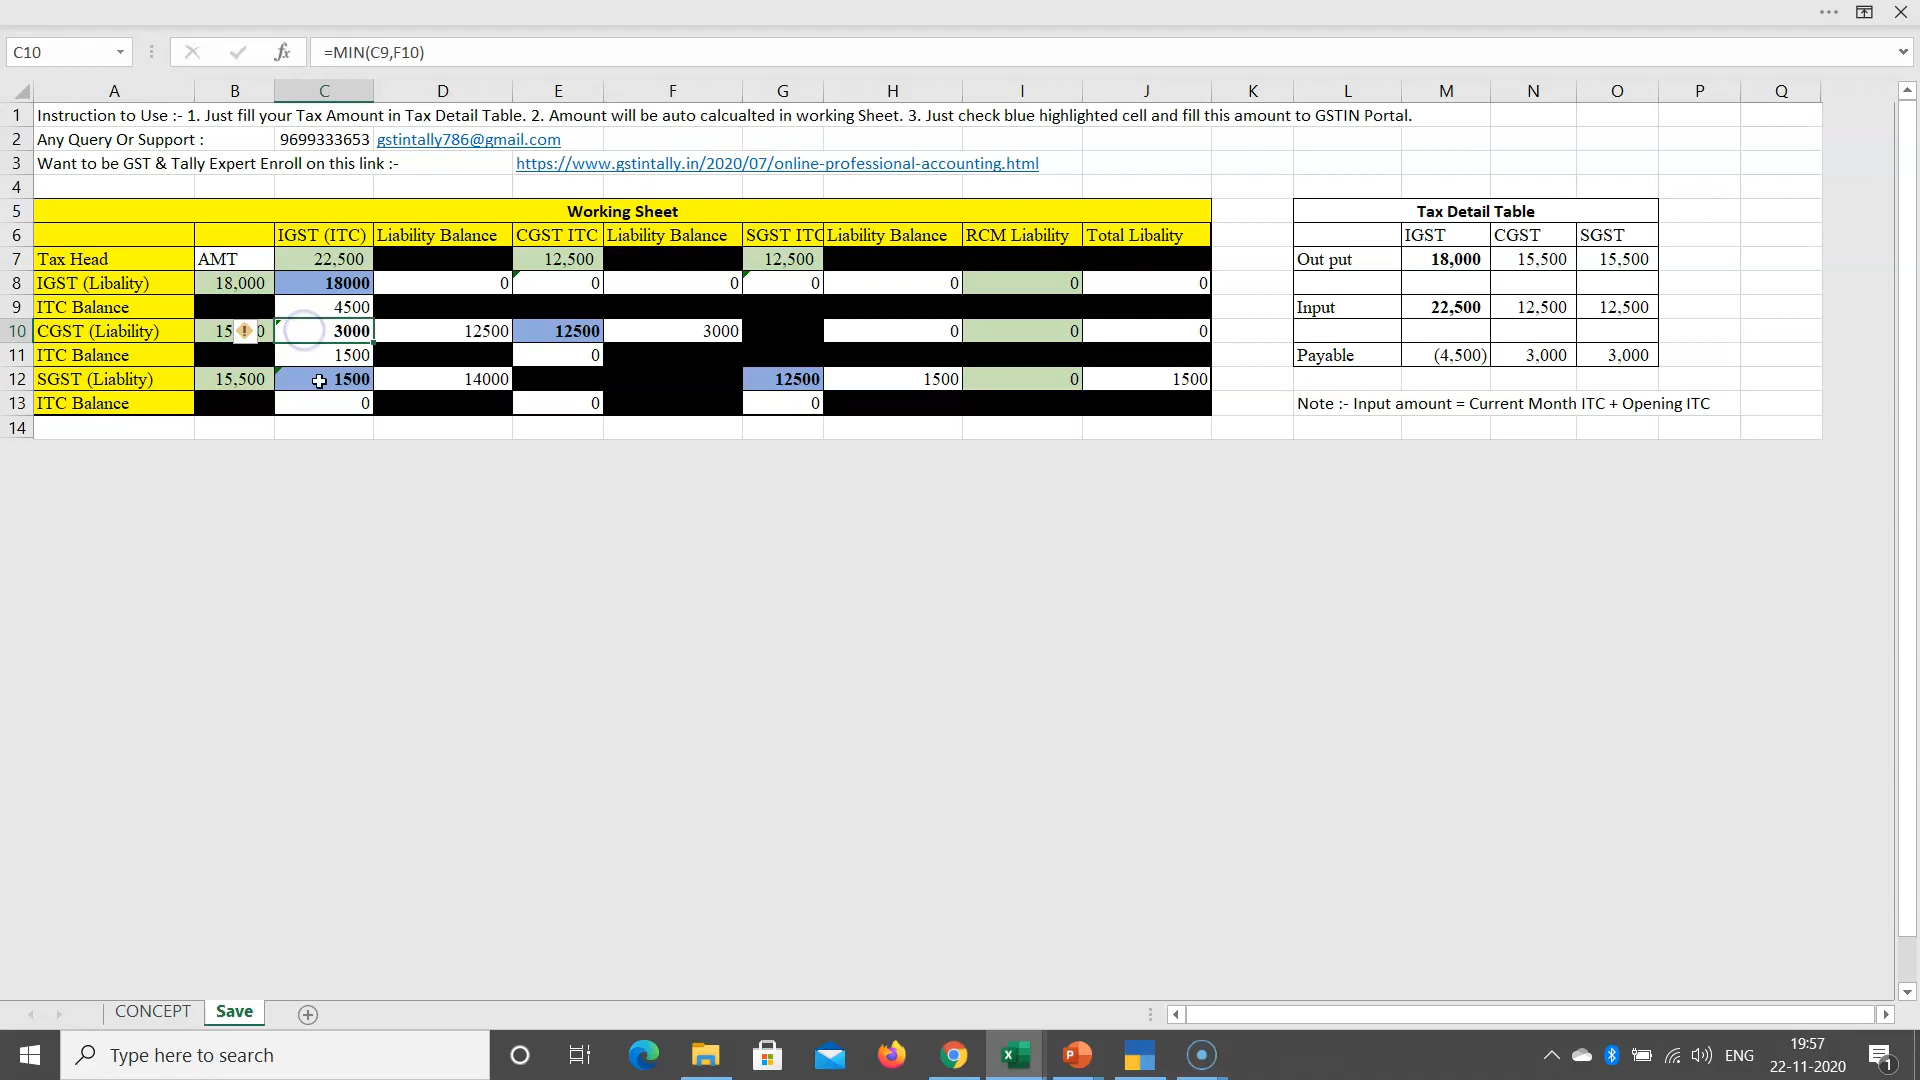 C10 fx =MIN(C9,F10)
A B C D E F G H I J K L M N O P Q
1 Instruction to Use :- 1. Just fill your Tax Amount in Tax Detail Table. 2. Amount will be auto calcualted in working Sheet. 3. Just check blue highlighted cell and fill this amount to GSTIN Portal.
2 Any Query Or Support : 9699333653 gstintally786@gmail.com
3 Want to be GST & Tally Expert Enroll on this link :- https://www.gstintally.in/2020/07/online-professional-accounting.html
4
5 Working Sheet Tax Detail Table
6 IGST (ITC) Liability Balance CGST ITC Liability Balance SGST ITC Liability Balance RCM Liability Total Libality IGST CGST SGST
7 Tax Head AMT 22,500 12,500 12,500 Out put 18,000 15,500 15,500
8 IGST (Libality) 18,000 18000 0 0 0 0 0 0 0
9 ITC Balance 4500 Input 22,500 12,500 12,500
10 CGST (Liability) 15 0 3000 12500 12500 3000 0 0 0
11 ITC Balance 1500 0 Payable (4,500) 3,000 3,000
12 SGST (Liablity) 15,500 1500 14000 12500 1500 0 1500
13 ITC Balance 0 0 0 Note :- Input amount = Current Month ITC + Opening ITC
14
CONCEPT Save
Type here to search ENG 19:57
22-11-2020
1